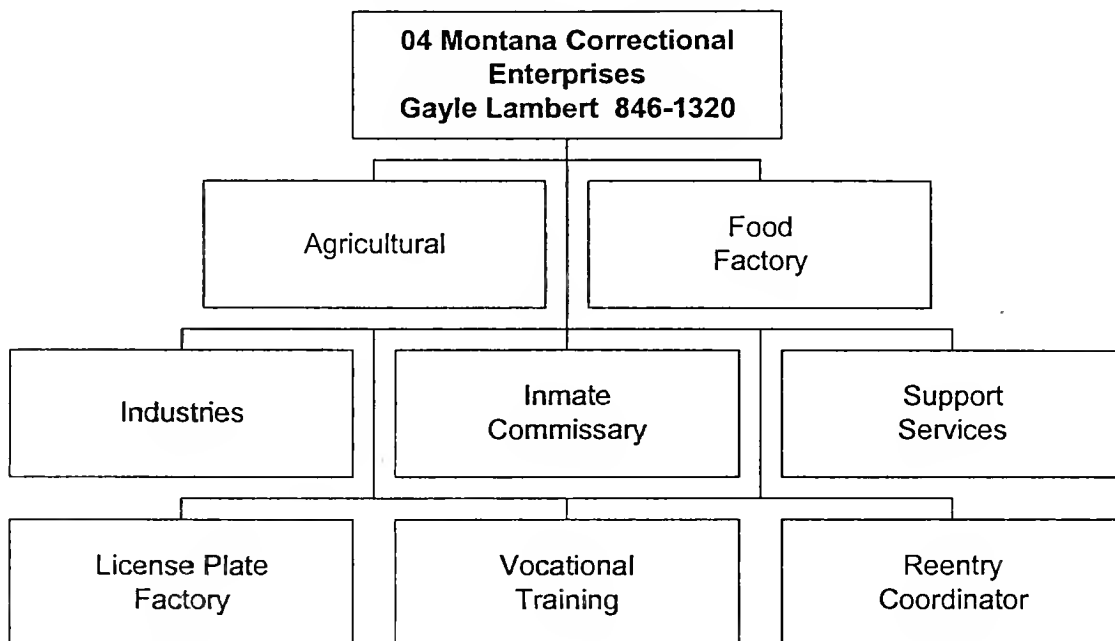 04 Montana Correctional
Enterprises
Gayle Lambert 846-1320
Agricultural
Food
Factory
Industries
Inmate
Commissary
Support
Services
License Plate
Factory
Vocational
Training
Reentry
Coordinator